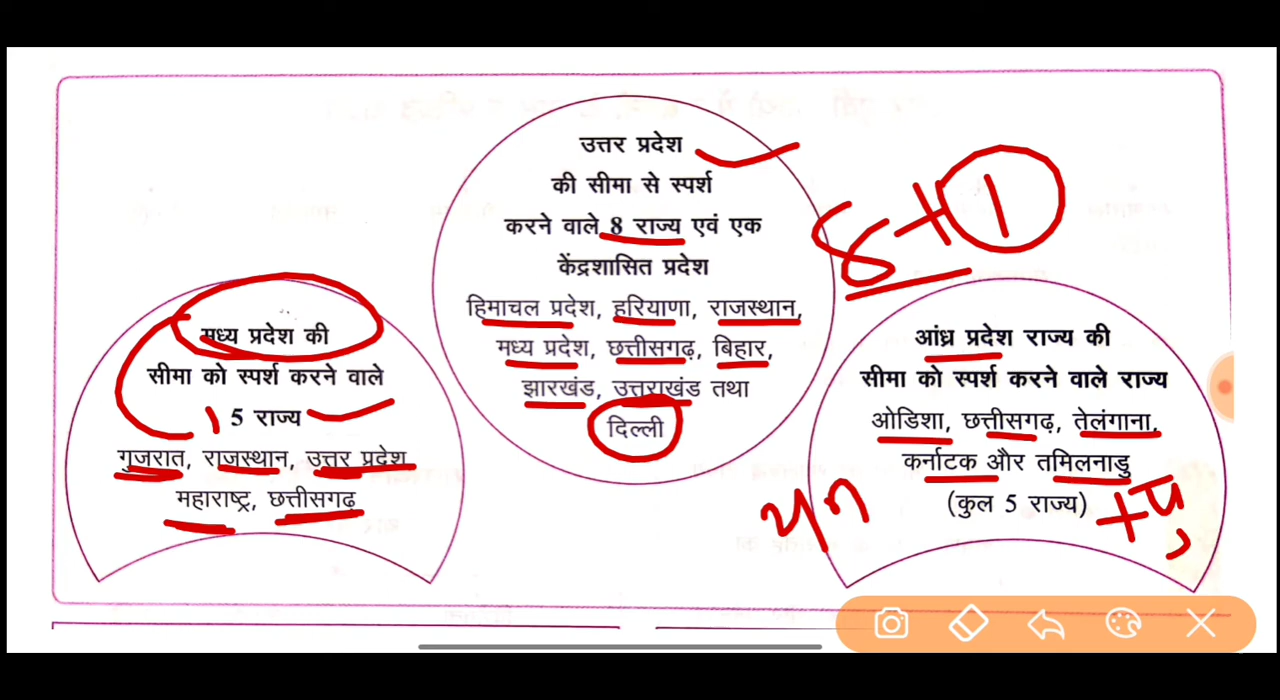 उत्तर प्रदेश
की सीमा से स्पर्श
करने वाले 8 राज्य एवं एक
केंद्रशासित प्रदेश
हिमाचल प्रदेश, हरियाणा, राजस्थान,
मध्य प्रदेश, छत्तीसगढ़, बिहार,
झारखंड, उत्तराखंड तथा
दिल्ली
8+1
मध्य प्रदेश की
सीमा को स्पर्श करने वाले
5 राज्य
गुजरात, राजस्थान, उत्तर प्रदेश
महाराष्ट्र, छत्तीसगढ़
आंध्र प्रदेश राज्य की
सीमा को स्पर्श करने वाले राज्य
ओडिशा, छत्तीसगढ़, तेलंगाना,
कर्नाटक और तमिलनाडु
(कुल 5 राज्य)